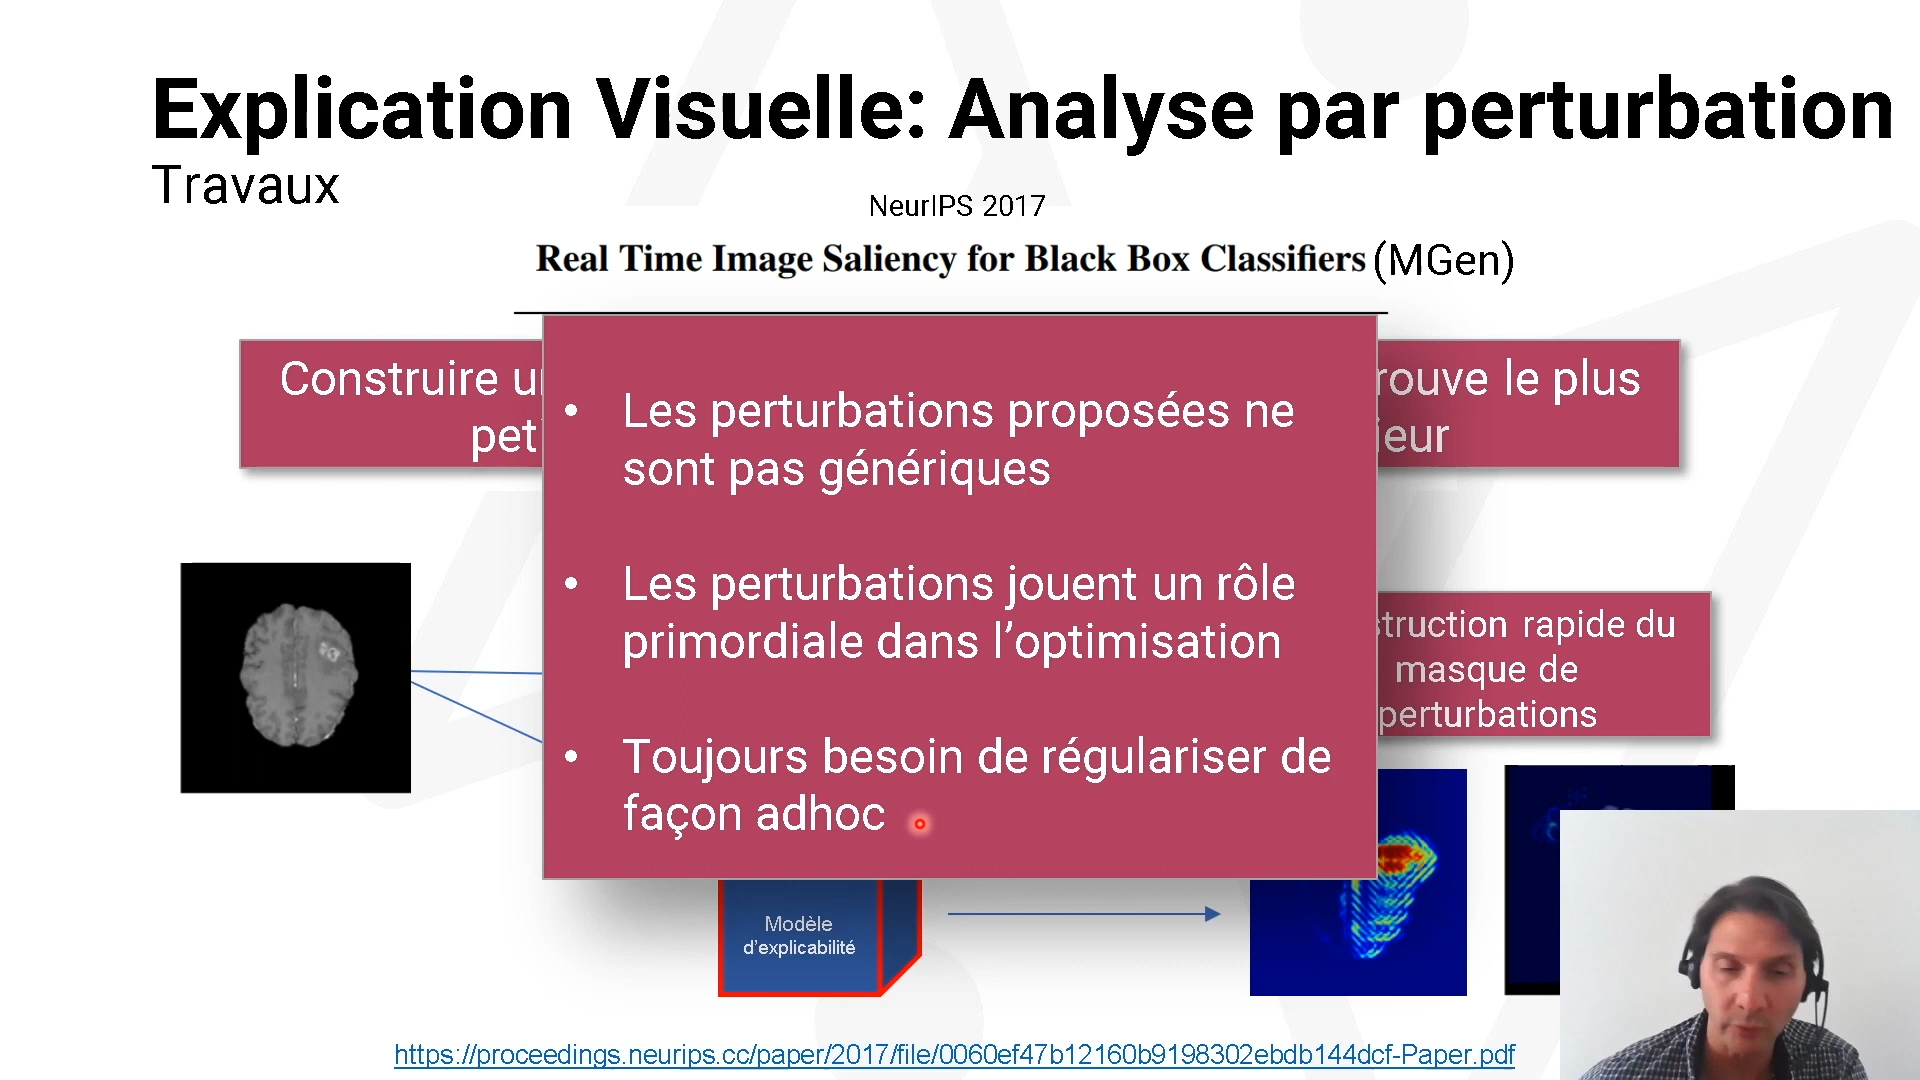 Explication Visuelle: Analyse par perturbation
Travaux
NeurIPS 2017
Real Time Image Saliency for Black Box Classifiers (MGen)
Construire
rouve le plus
ieur
• Les perturbations proposées ne
sont pas génériques
• Les perturbations jouent un rôle
primordiale dans l'optimisation
• Toujours besoin de régulariser de
façon adhoc
struction rapide du
masque de
perturbations
Modèle
d'explicabilité
https://proceedings.neurips.cc/paper/2017/file/0060ef47b12160b9198302ebdb144dcf-Paper.pdf